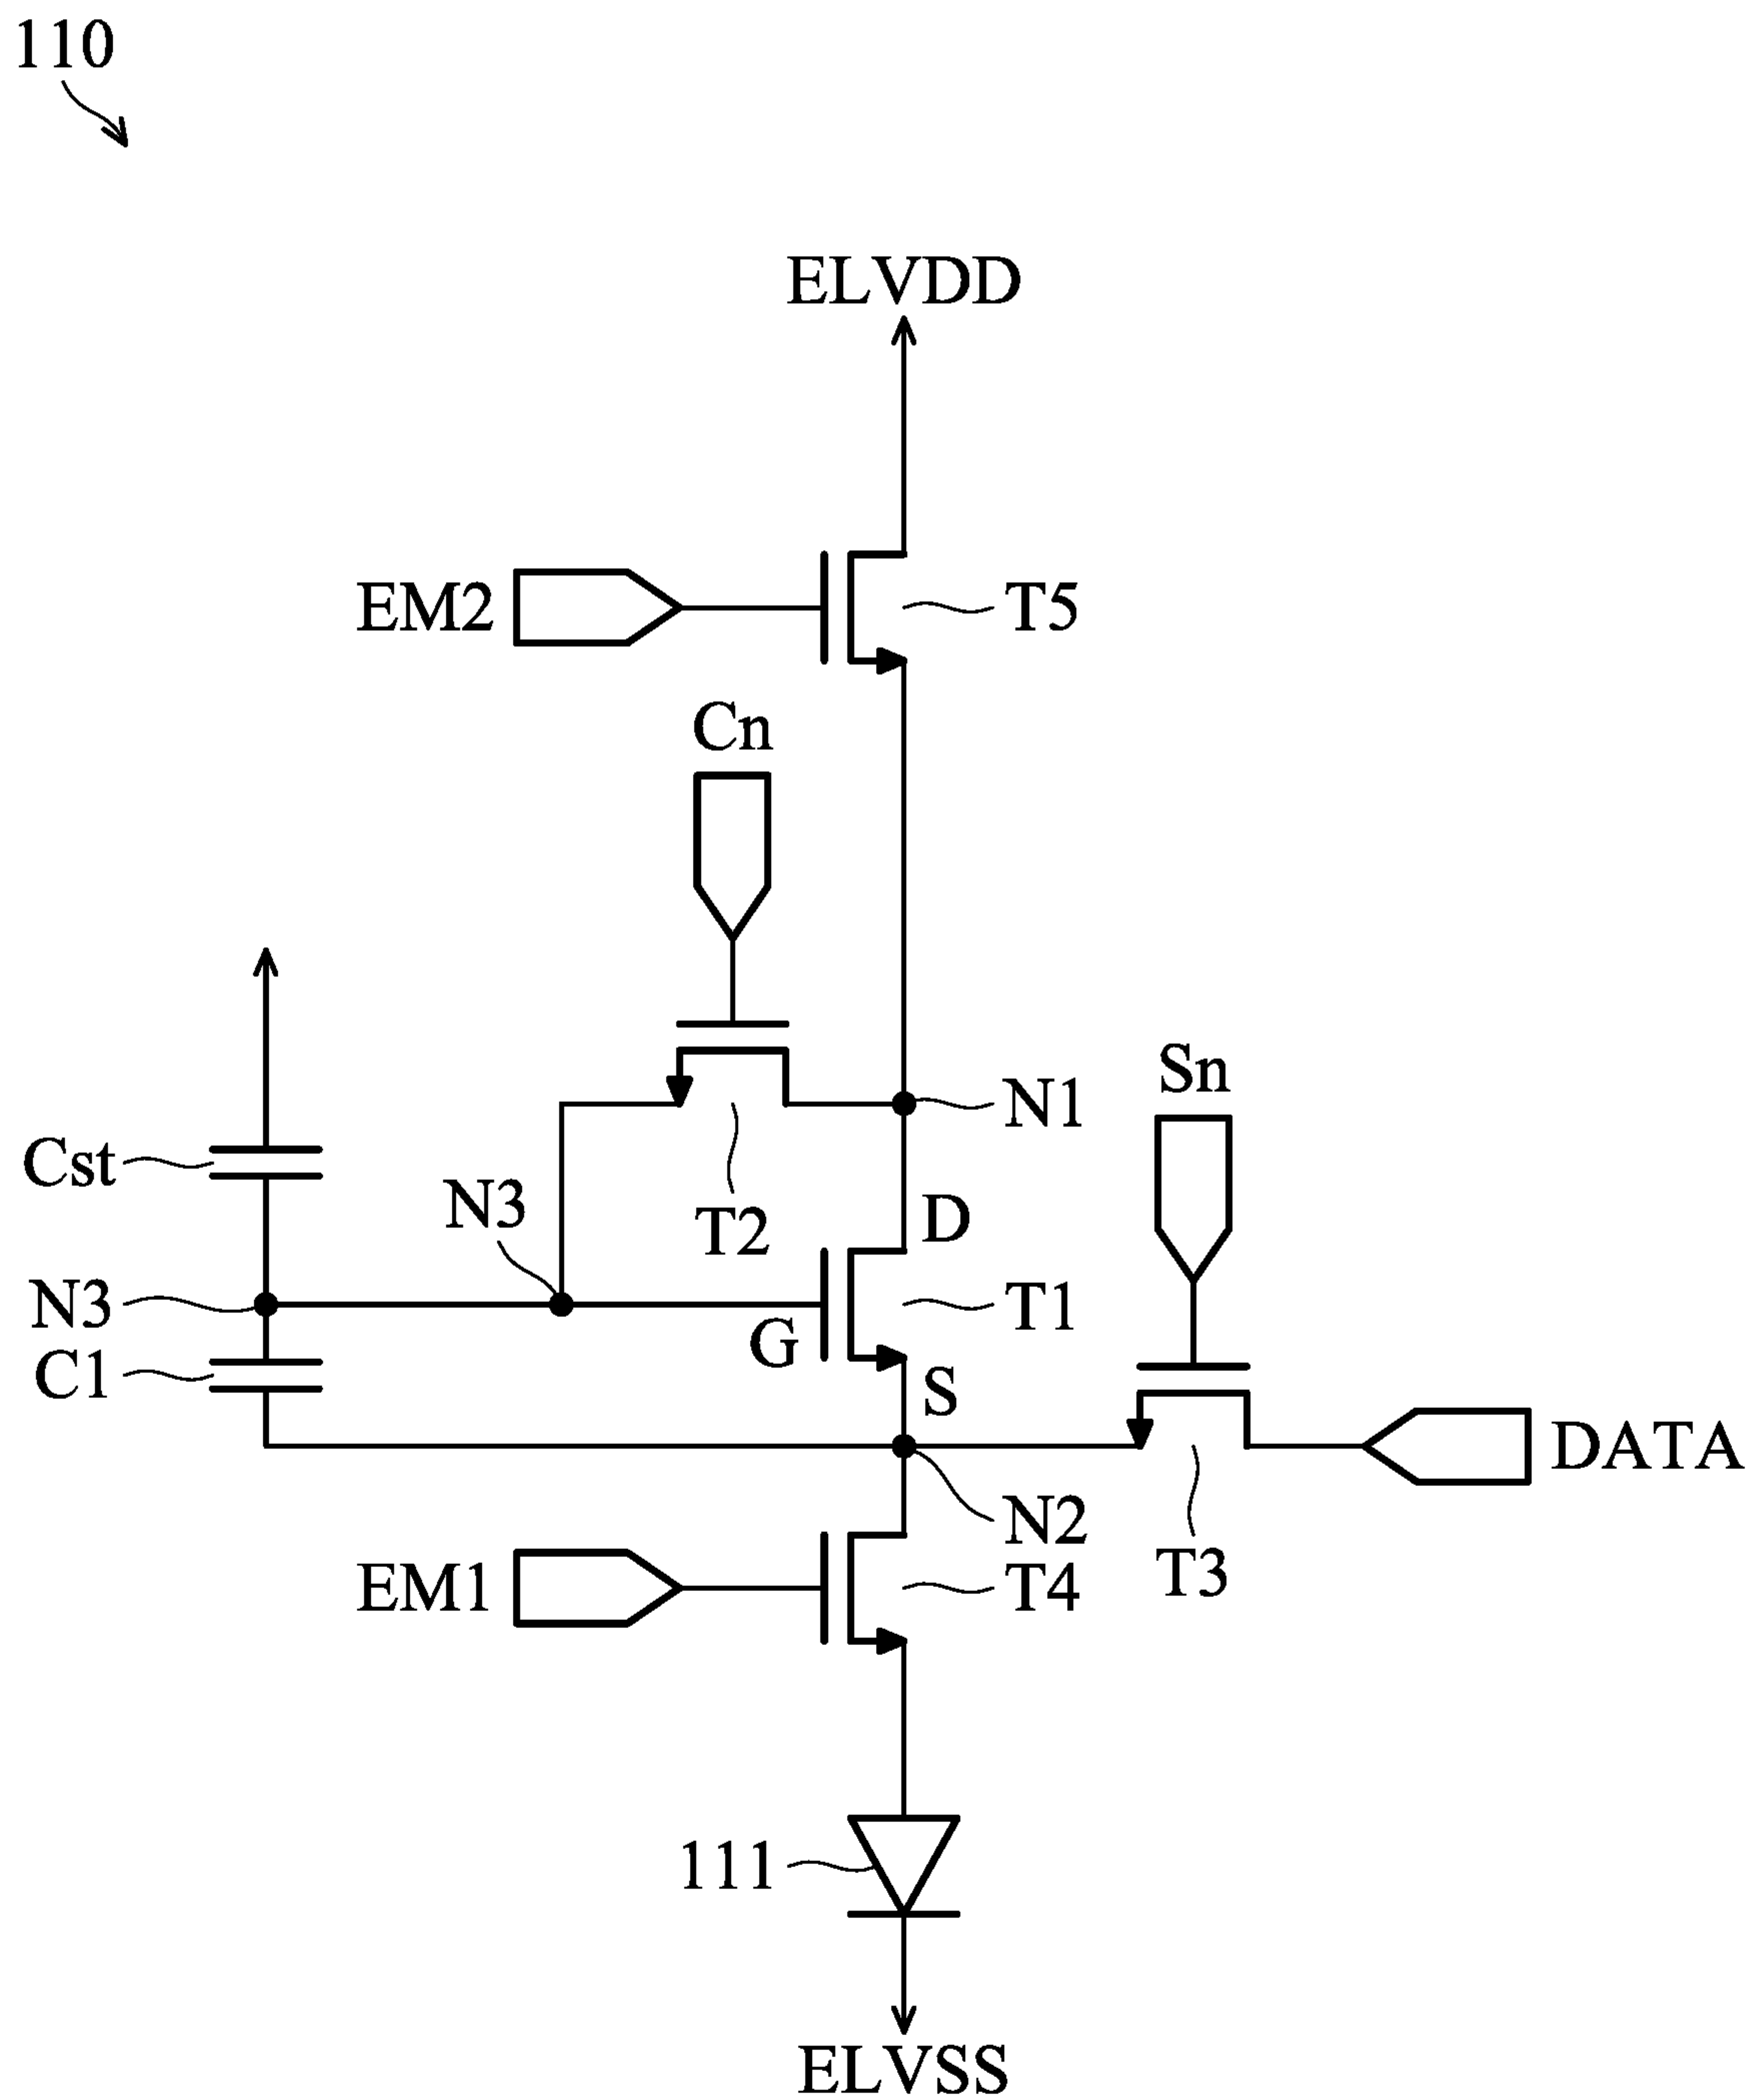 110
ELVDD
EM2
T5
Cn
N1
Sn
Cst
N3
T2
D
N3
T1
G
C1
S
DATA
N2
EM1
T4
T3
111
ELVSS